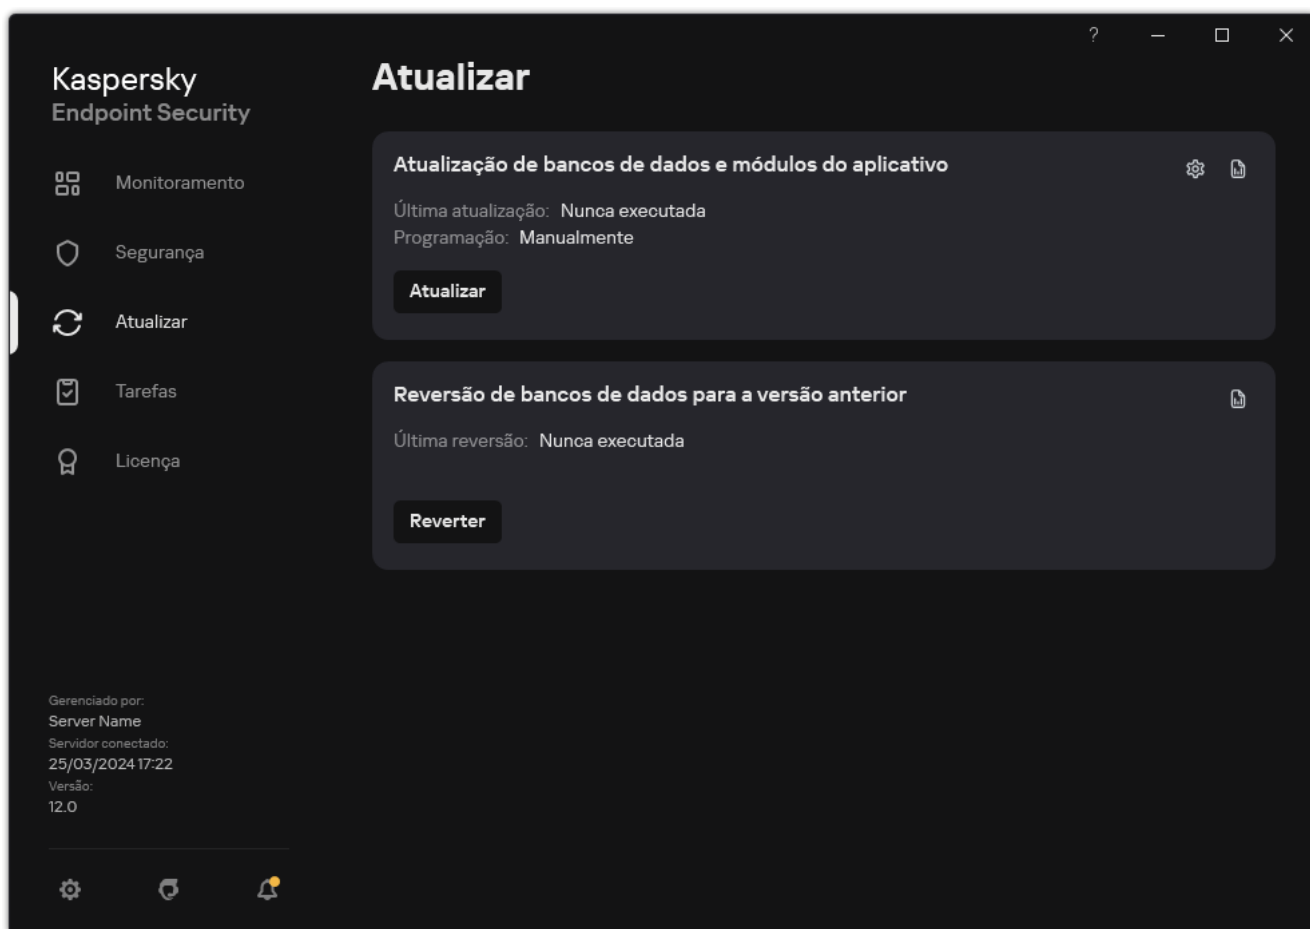 ?
Kaspersky
Endpoint Security
Monitoramento
Segurança
Atualizar
Tarefas
Licença
Gerenciado por:
Server Name
Servidor conectado:
25/03/2024 17:22
Versão:
12.0
Atualizar
Atualização de bancos de dados e módulos do aplicativo
Última atualização: Nunca executada
Programação: Manualmente
Atualizar
Reversão de bancos de dados para a versão anterior
Última reversão: Nunca executada
Reverter